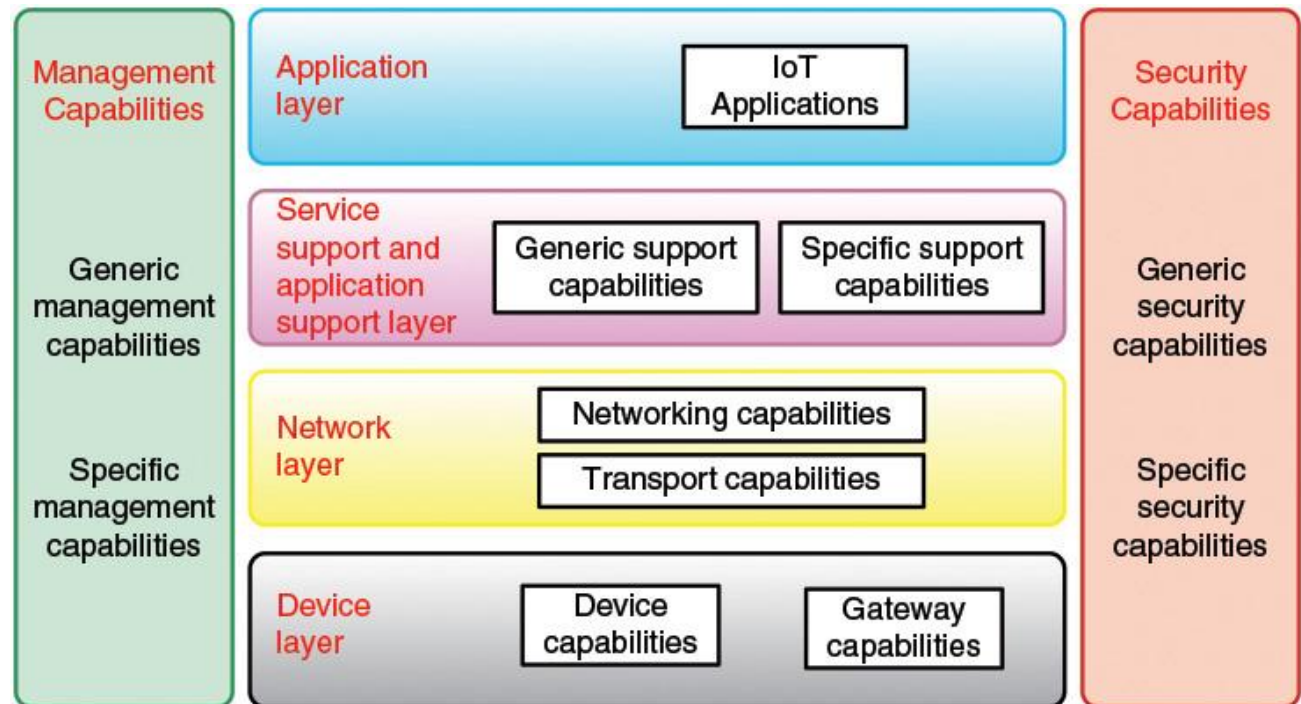 Management
Capabilities
Generic
management
capabilities
Specific
management
capabilities
Application
layer
IoT
Applications
Service
support and
application
support layer
Generic support
capabilities
Specific support
capabilities
Network
layer
Networking capabilities
Transport capabilities
Device
layer
Device
capabilities
Gateway
capabilities
Security
Capabilities
Generic
security
capabilities
Specific
security
capabilities